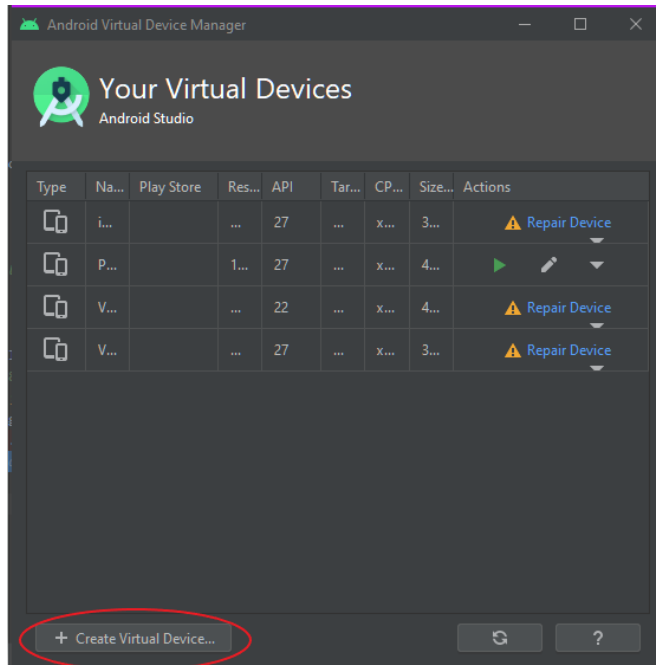 Android Virtual Device Manager
Your Virtual Devices
Android Studio
Type Na... Play Store Res... API Tar... CP... Size... Actions
i... ... 27 ... x... 3... Repair Device
P... 1... 27 ... x... 4...
V... ... 22 ... x... 4... Repair Device
V... ... 27 ... x... 3... Repair Device
+ Create Virtual Device... ?